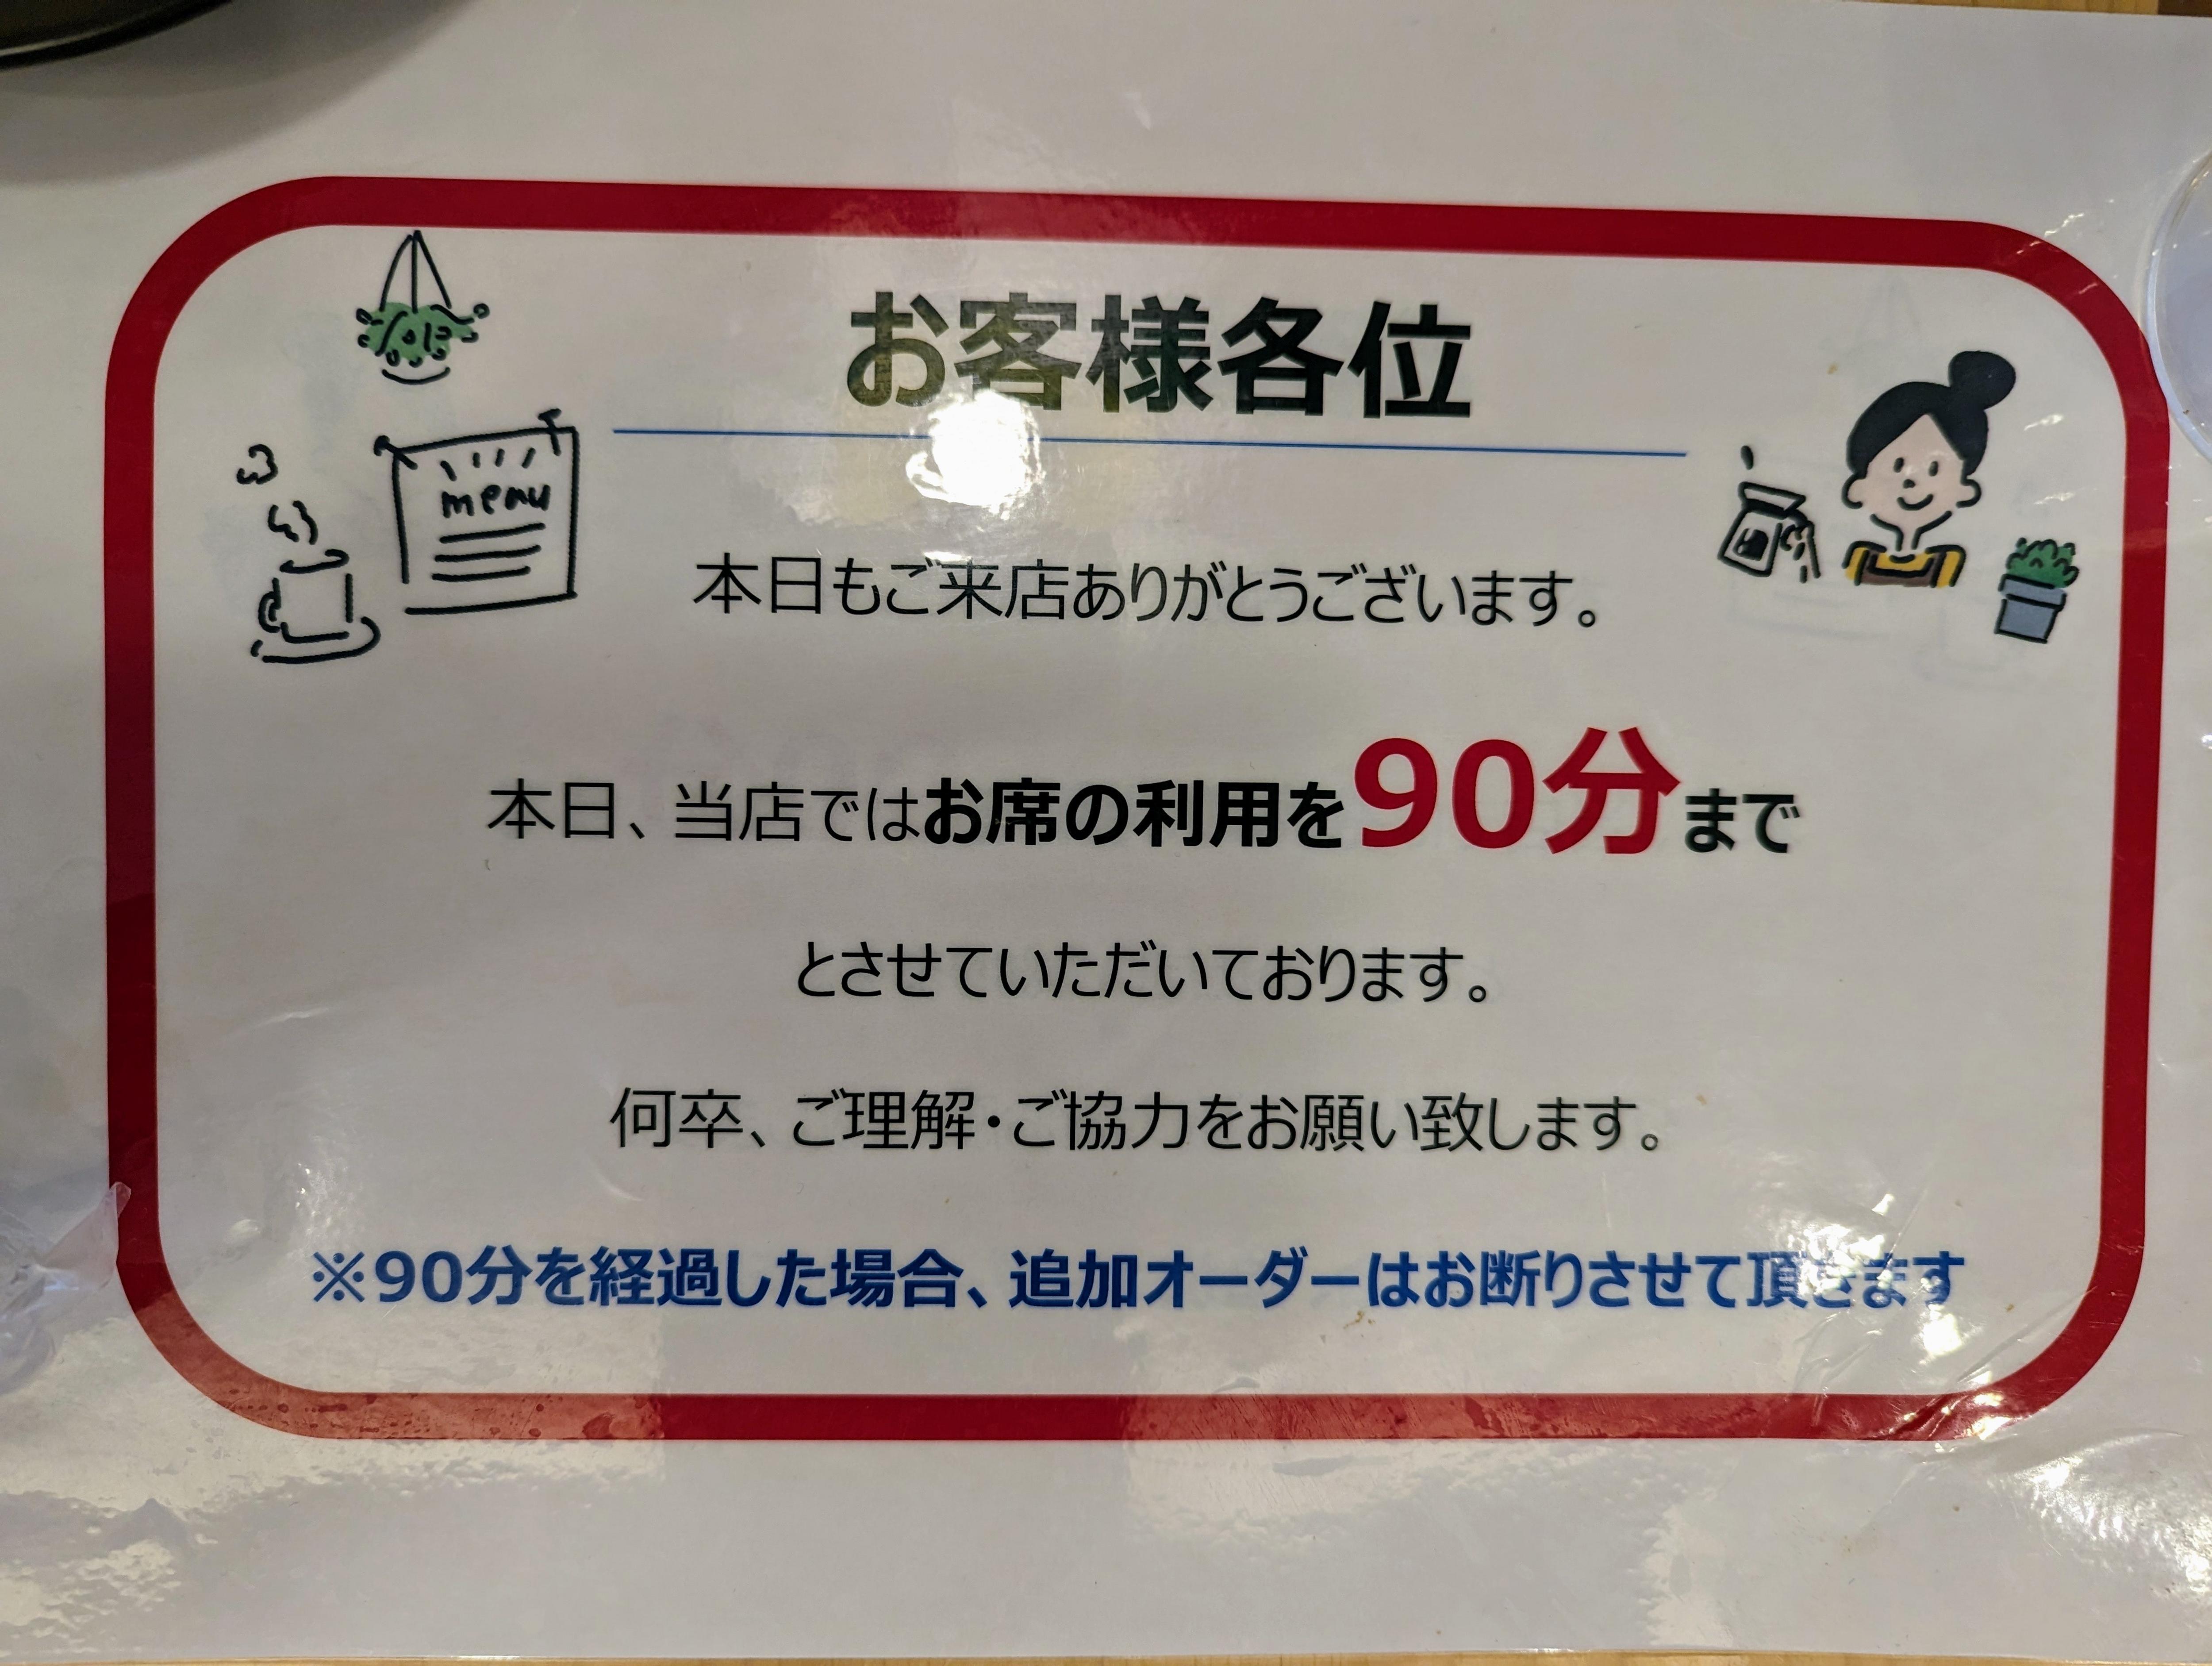 お客様各位
menu
本日もご来店ありがとうございます。
本日、当店ではお席の利用を90分まで
とさせていただいております。
何卒、ご理解・ご協力をお願い致します。
※90分を経過した場合、追加オーダーはお断りさせて頂きます